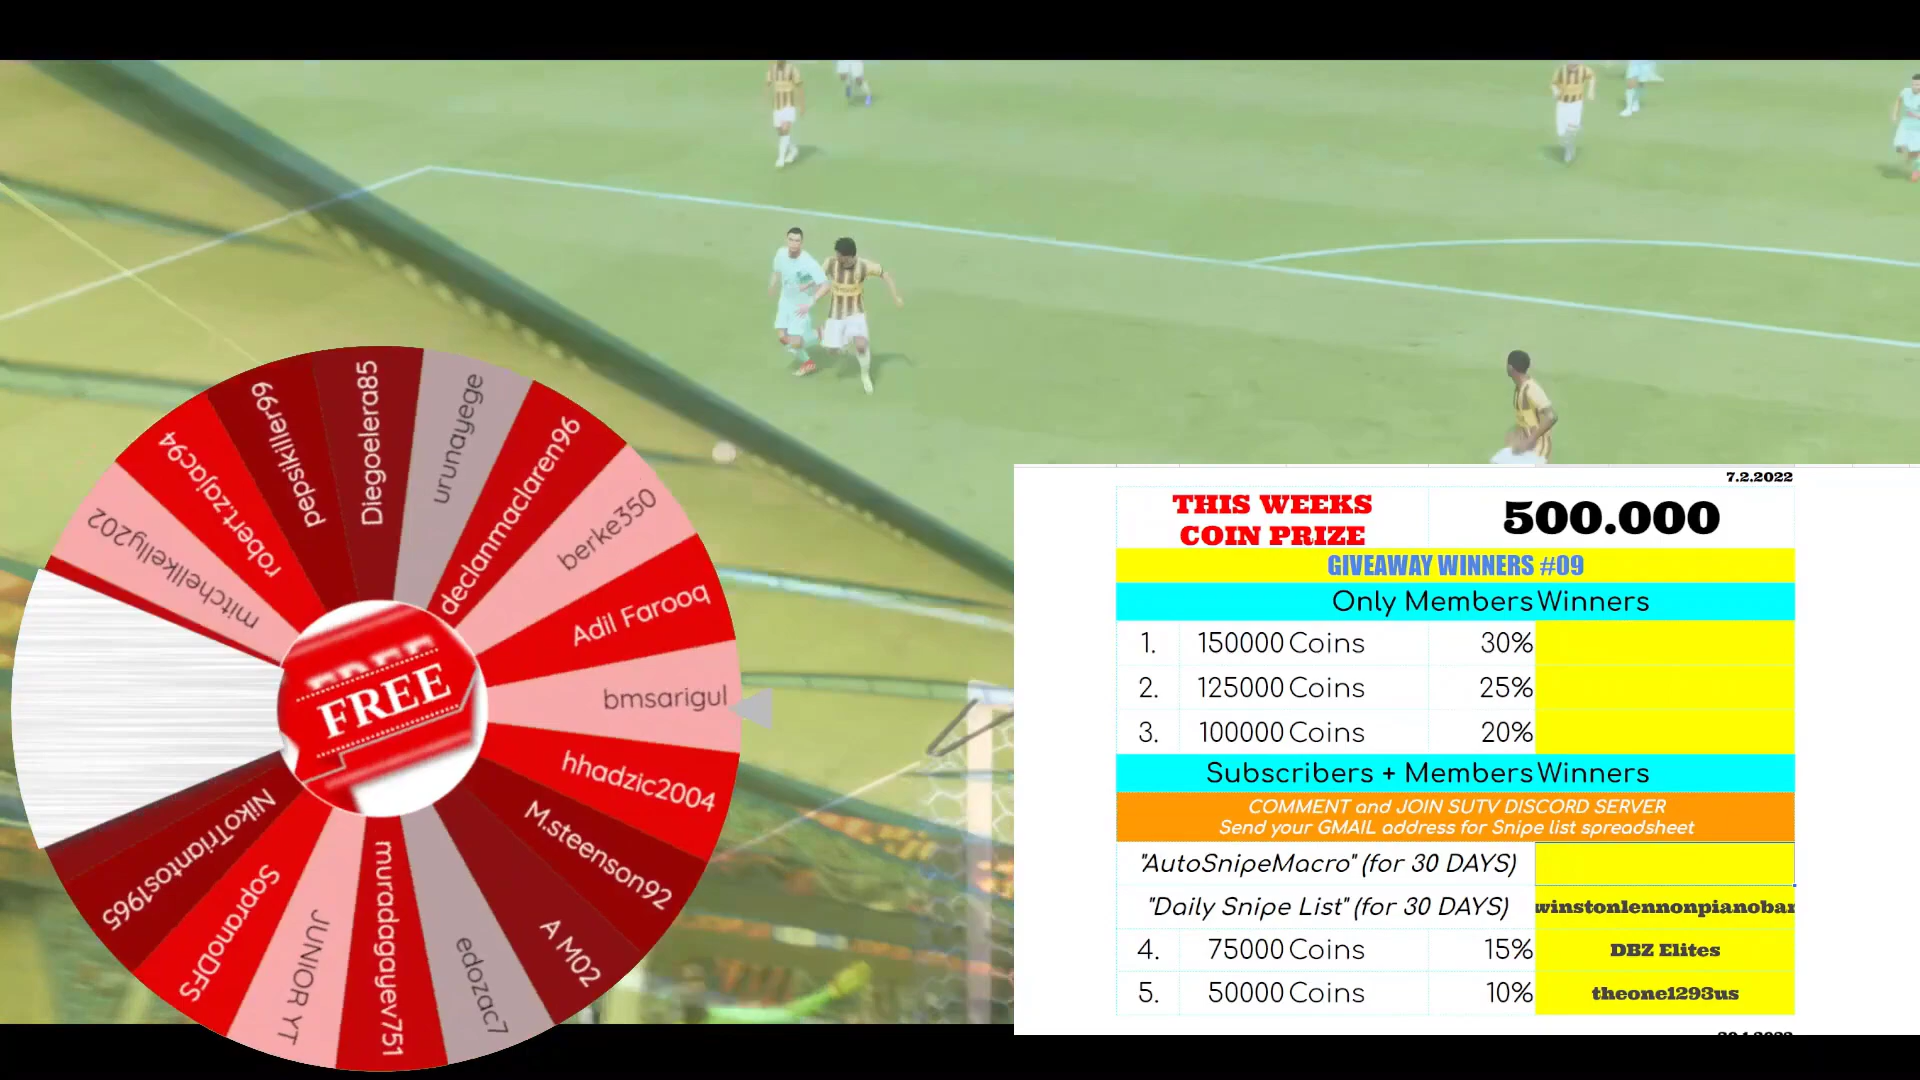 mitchellkelly202
robert.zajac94
pepsikiller99
Diegoelera85
urunayege
declanmaclaren96
berke350
Adil Farooq
bmsarigul
hhadzic2004
M.steenson92
A M02
edozac7
muradaggayev751
JUNIOR YT
SopranoDFS
NikoTriantos1965
FREE
7.2.2022
THIS WEEKS
COIN PRIZE
500.000
GIVEAWAY WINNERS #09
Only Members Winners
1. 150000 Coins 30%
2. 125000 Coins 25%
3. 100000 Coins 20%
Subscribers + Members Winners
COMMENT and JOIN SUTV DISCORD SERVER
Send your GMAIL address for Snipe list spreadsheet
"AutoSnipeMacro" (for 30 DAYS)
"Daily Snipe List" (for 30 DAYS) winstonlennonpianobar
4. 75000 Coins 15% DBZ Elites
5. 50000 Coins 10% theone1293us